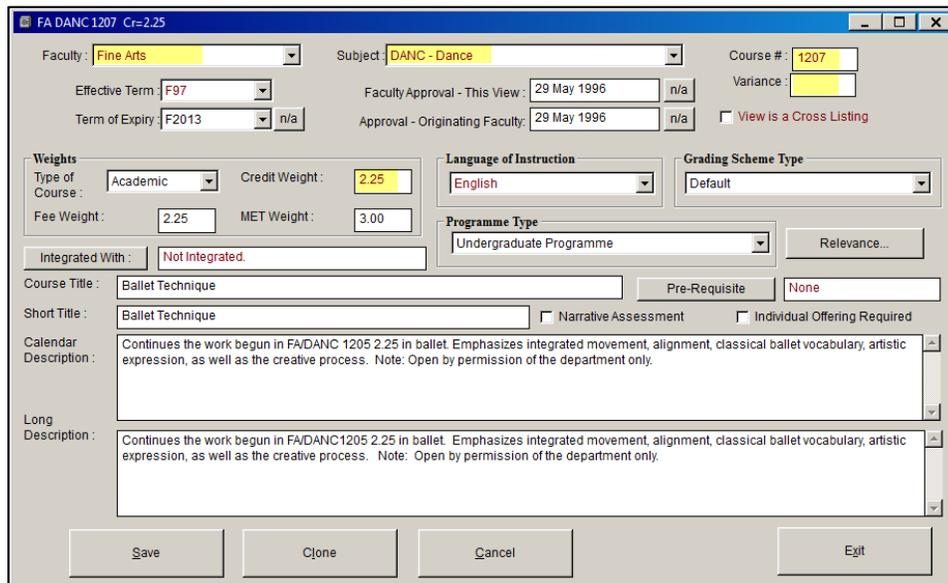 FA DANC 1207 Cr=2.25
Faculty : Fine Arts Subject : DANC - Dance Course # : 1207
Effective Term : F97 Faculty Approval - This View : 29 May 1996 n/a Variance :
Term of Expiry : F2013 n/a Approval - Originating Faculty: 29 May 1996 n/a View is a Cross Listing
Weights Language of Instruction Grading Scheme Type
Type of Course : Academic Credit Weight : 2.25 English Default
Fee Weight : 2.25 MET Weight : 3.00 Programme Type
Undergraduate Programme Relevance...
Integrated With : Not Integrated.
Course Title : Ballet Technique Pre-Requisite None
Short Title : Ballet Technique Narrative Assessment Individual Offering Required
Calendar Description :
Continues the work begun in FA/DANC 1205 2.25 in ballet. Emphasizes integrated movement, alignment, classical ballet vocabulary, artistic
expression, as well as the creative process. Note: Open by permission of the department only.
Long Description :
Continues the work begun in FA/DANC1205 2.25 in ballet. Emphasizes integrated movement, alignment, classical ballet vocabulary, artistic
expression, as well as the creative process. Note: Open by permission of the department only.
Save Clone Cancel Exit